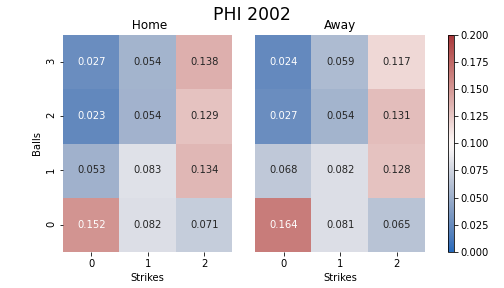 PHI 2002
Home
Away
3 0.027 0.054 0.138 0.024 0.059 0.117
2 0.023 0.054 0.129 0.027 0.054 0.131
1 0.053 0.083 0.134 0.068 0.082 0.128
0 0.152 0.082 0.071 0.164 0.081 0.065
Balls
0 1 2 0 1 2
Strikes Strikes
0.200
0.175
0.150
0.125
0.100
0.075
0.050
0.025
0.000